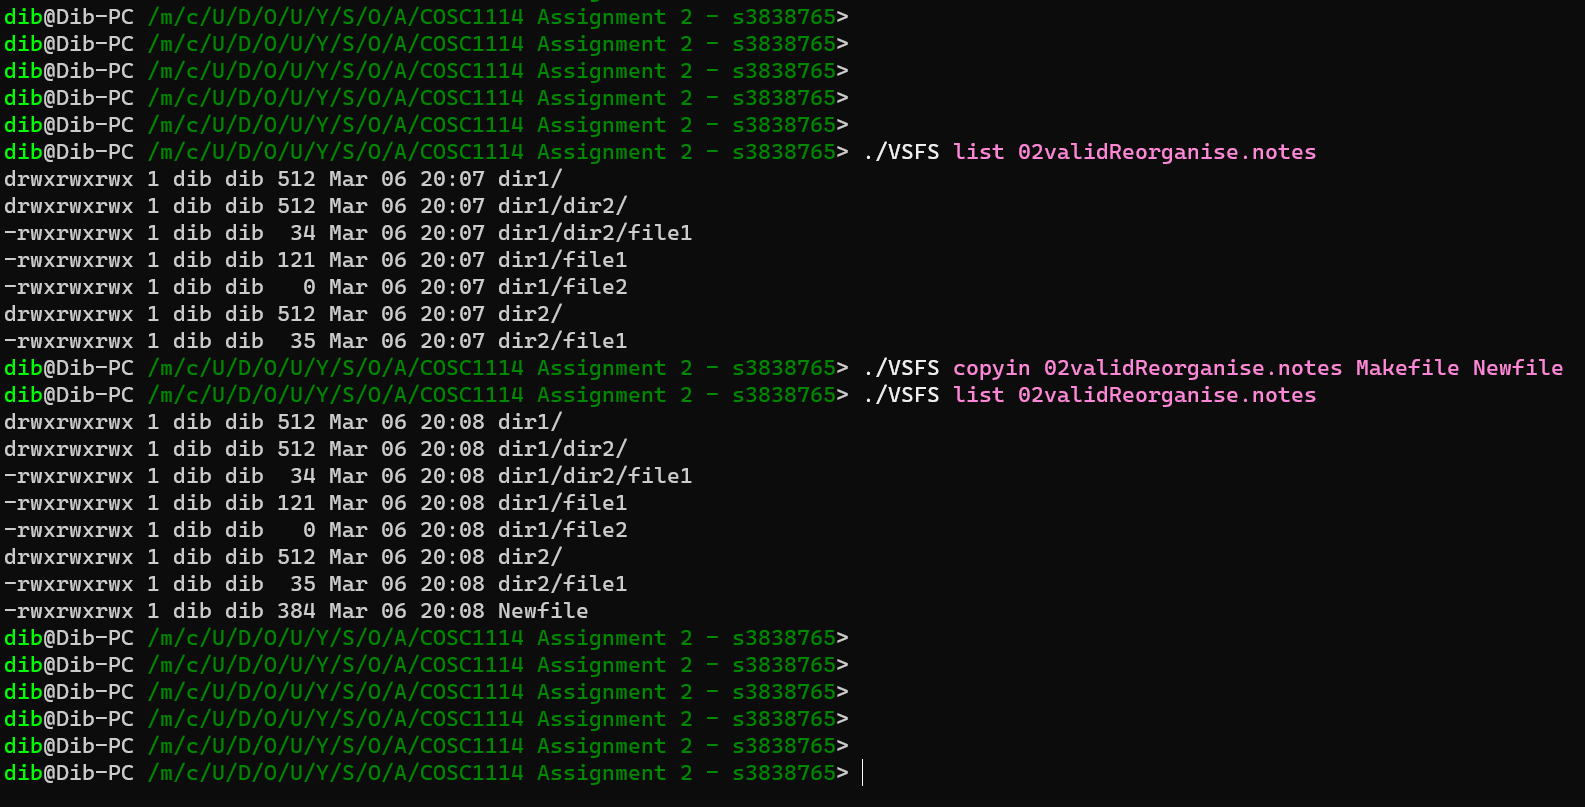 dib@Dib-PC /m/c/U/D/O/U/Y/S/O/A/COSC1114 Assignment 2 - s3838765>
dib@Dib-PC /m/c/U/D/O/U/Y/S/O/A/COSC1114 Assignment 2 - s3838765>
dib@Dib-PC /m/c/U/D/O/U/Y/S/O/A/COSC1114 Assignment 2 - s3838765>
dib@Dib-PC /m/c/U/D/O/U/Y/S/O/A/COSC1114 Assignment 2 - s3838765>
dib@Dib-PC /m/c/U/D/O/U/Y/S/O/A/COSC1114 Assignment 2 - s3838765>
dib@Dib-PC /m/c/U/D/O/U/Y/S/O/A/COSC1114 Assignment 2 - s3838765> ./VSFS list 02validReorganise.notes
drwxrwxrwx 1 dib dib 512 Mar 06 20:07 dir1/
drwxrwxrwx 1 dib dib 512 Mar 06 20:07 dir1/dir2/
-rwxrwxrwx 1 dib dib  34 Mar 06 20:07 dir1/dir2/file1
-rwxrwxrwx 1 dib dib 121 Mar 06 20:07 dir1/file1
-rwxrwxrwx 1 dib dib   0 Mar 06 20:07 dir1/file2
drwxrwxrwx 1 dib dib 512 Mar 06 20:07 dir2/
-rwxrwxrwx 1 dib dib  35 Mar 06 20:07 dir2/file1
dib@Dib-PC /m/c/U/D/O/U/Y/S/O/A/COSC1114 Assignment 2 - s3838765> ./VSFS copyin 02validReorganise.notes Makefile Newfile
dib@Dib-PC /m/c/U/D/O/U/Y/S/O/A/COSC1114 Assignment 2 - s3838765> ./VSFS list 02validReorganise.notes
drwxrwxrwx 1 dib dib 512 Mar 06 20:08 dir1/
drwxrwxrwx 1 dib dib 512 Mar 06 20:08 dir1/dir2/
-rwxrwxrwx 1 dib dib  34 Mar 06 20:08 dir1/dir2/file1
-rwxrwxrwx 1 dib dib 121 Mar 06 20:08 dir1/file1
-rwxrwxrwx 1 dib dib   0 Mar 06 20:08 dir1/file2
drwxrwxrwx 1 dib dib 512 Mar 06 20:08 dir2/
-rwxrwxrwx 1 dib dib  35 Mar 06 20:08 dir2/file1
-rwxrwxrwx 1 dib dib 384 Mar 06 20:08 Newfile
dib@Dib-PC /m/c/U/D/O/U/Y/S/O/A/COSC1114 Assignment 2 - s3838765>
dib@Dib-PC /m/c/U/D/O/U/Y/S/O/A/COSC1114 Assignment 2 - s3838765>
dib@Dib-PC /m/c/U/D/O/U/Y/S/O/A/COSC1114 Assignment 2 - s3838765>
dib@Dib-PC /m/c/U/D/O/U/Y/S/O/A/COSC1114 Assignment 2 - s3838765>
dib@Dib-PC /m/c/U/D/O/U/Y/S/O/A/COSC1114 Assignment 2 - s3838765>
dib@Dib-PC /m/c/U/D/O/U/Y/S/O/A/COSC1114 Assignment 2 - s3838765>